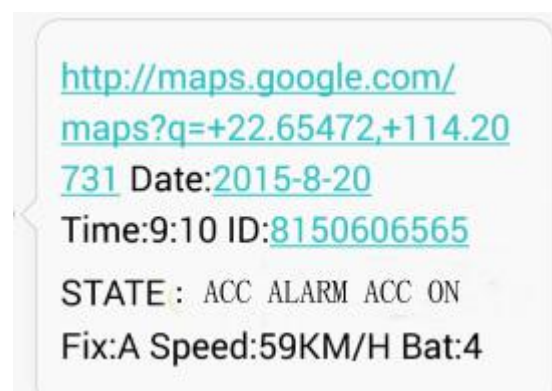 http://maps.google.com/
maps?q=+22.65472,+114.20
731 Date:2015-8-20
Time:9:10 ID:8150606565
STATE: ACC ALARM ACC ON
Fix:A Speed:59KM/H Bat:4